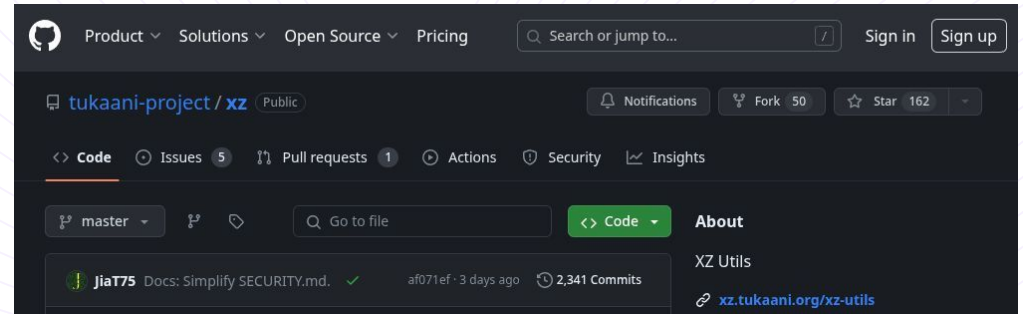 Product Solutions Open Source Pricing Search or jump to... / Sign in Sign up
tukaani-project / xz Public Notifications Fork 50 Star 162
<> Code Issues 5 Pull requests 1 Actions Security Insights
master Go to file <> Code About
XZ Utils
JiaT75 Docs: Simplify SECURITY.md. af071ef · 3 days ago 2,341 Commits
xz.tukaani.org/xz-utils